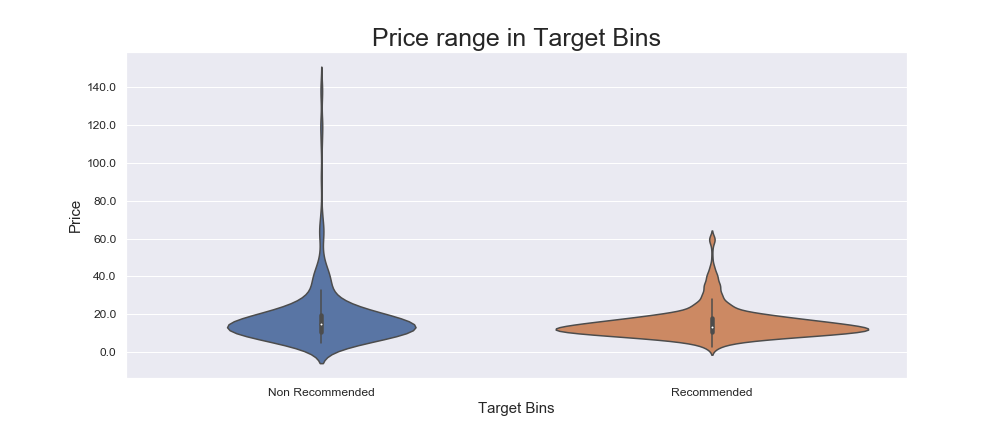 Price range in Target Bins
140.0
120.0
100.0
80.0
60.0
40.0
20.0
0.0
Price
Non Recommended
Recommended
Target Bins